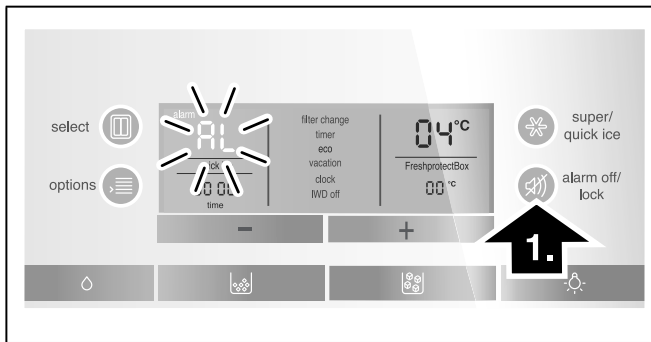 select
options
alarm
AL
00 00
time
filter change
timer
eco
vacation
clock
IWD off
04°C
FreshprotectBox
00°C
super/
quick ice
alarm off/
lock
−
+
1.